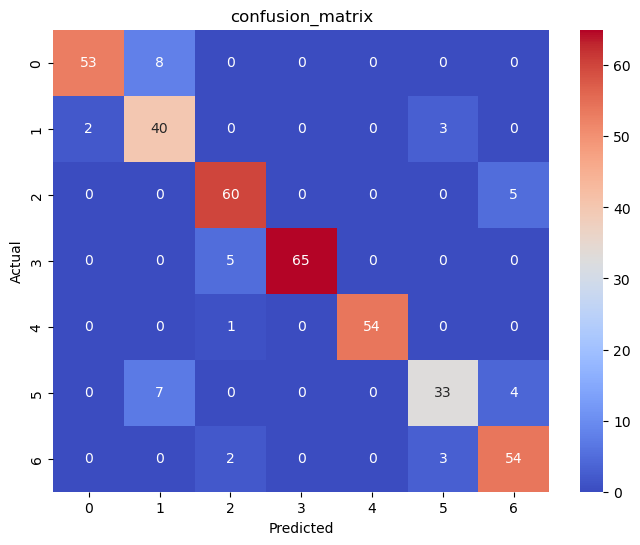 confusion_matrix
0 53 8 0 0 0 0 0
1 2 40 0 0 0 3 0
2 0 0 60 0 0 0 5
3 0 0 5 65 0 0 0
4 0 0 1 0 54 0 0
5 0 7 0 0 0 33 4
6 0 0 2 0 0 3 54
0 1 2 3 4 5 6
Actual
Predicted
60
50
40
30
20
10
0